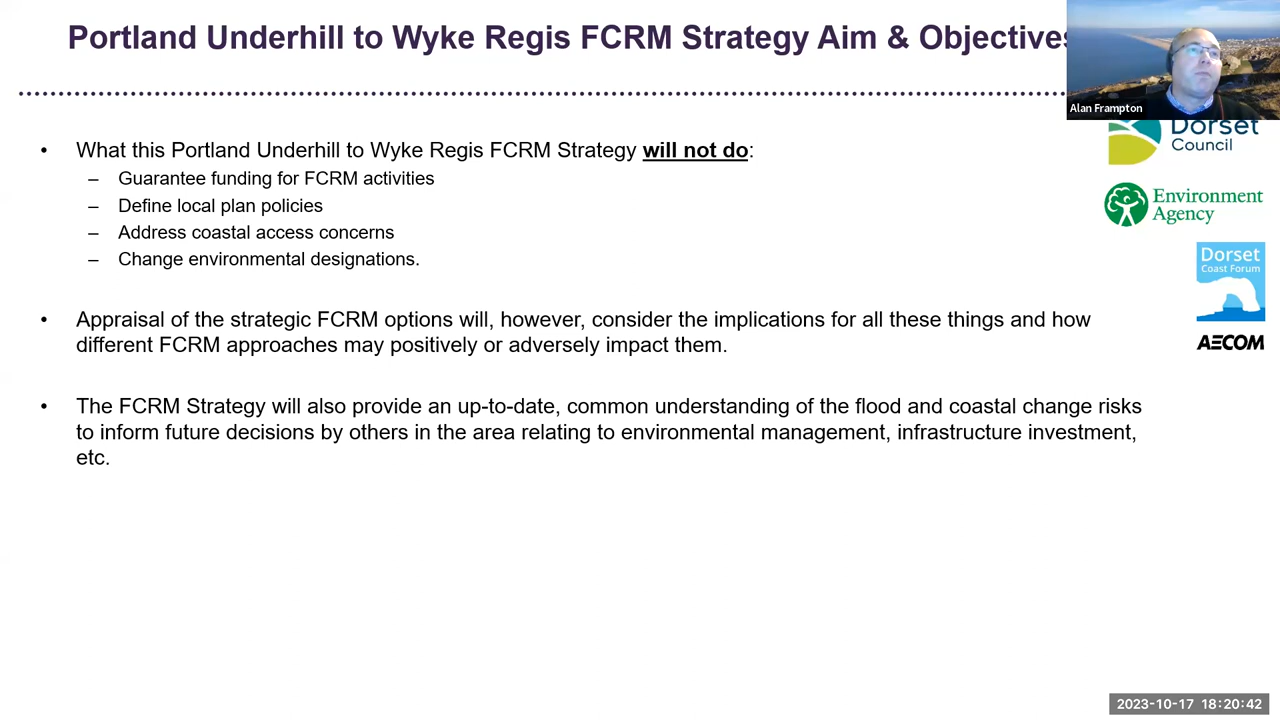 Portland Underhill to Wyke Regis FCRM Strategy Aim & Objectives
Alan Frampton
Dorset
Council
Environment
Agency
Dorset
Coast Forum
AECOM
• What this Portland Underhill to Wyke Regis FCRM Strategy will not do:
– Guarantee funding for FCRM activities
– Define local plan policies
– Address coastal access concerns
– Change environmental designations.
• Appraisal of the strategic FCRM options will, however, consider the implications for all these things and how
different FCRM approaches may positively or adversely impact them.
• The FCRM Strategy will also provide an up-to-date, common understanding of the flood and coastal change risks
to inform future decisions by others in the area relating to environmental management, infrastructure investment,
etc.
2023-10-17 18:20:42